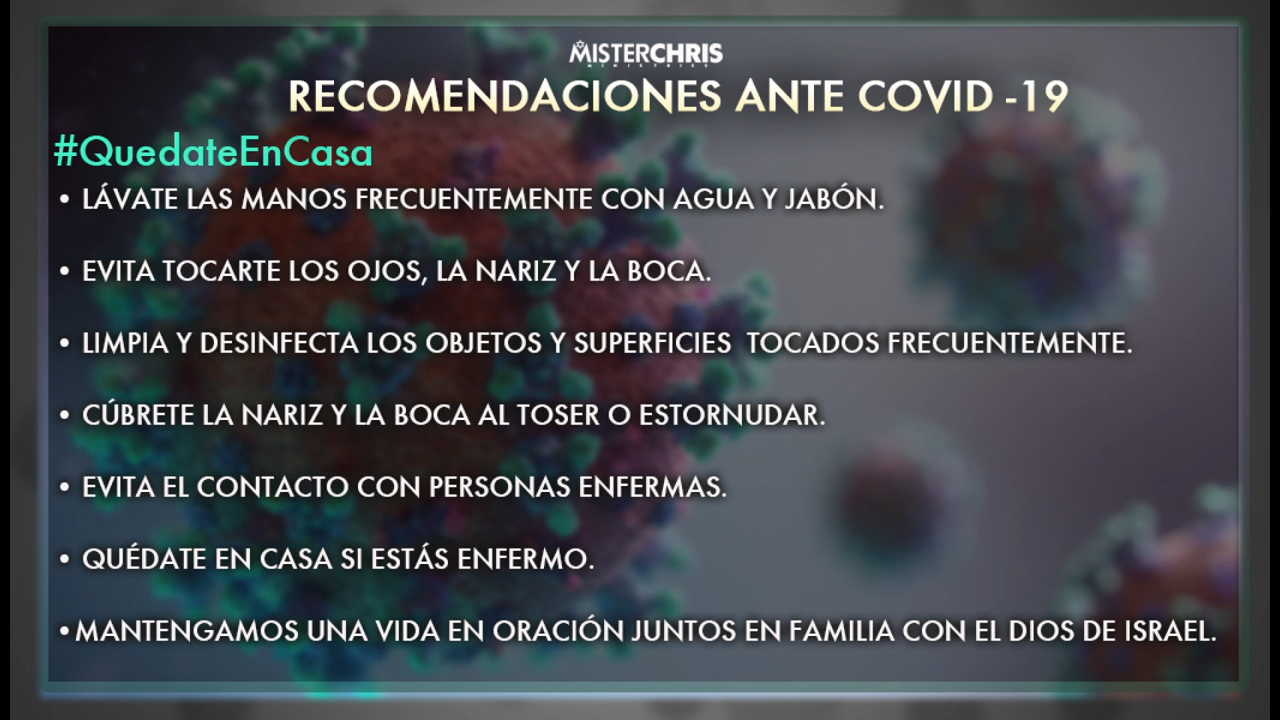 MISTERCHRIS
MINISTRIES
RECOMENDACIONES ANTE COVID -19
#QuedateEnCasa
• LÁVATE LAS MANOS FRECUENTEMENTE CON AGUA Y JABÓN.
• EVITA TOCARTE LOS OJOS, LA NARIZ Y LA BOCA.
• LIMPIA Y DESINFECTA LOS OBJETOS Y SUPERFICIES TOCADOS FRECUENTEMENTE.
• CÚBRETE LA NARIZ Y LA BOCA AL TOSER O ESTORNUDAR.
• EVITA EL CONTACTO CON PERSONAS ENFERMAS.
• QUÉDATE EN CASA SI ESTÁS ENFERMO.
•MANTENGAMOS UNA VIDA EN ORACIÓN JUNTOS EN FAMILIA CON EL DIOS DE ISRAEL.